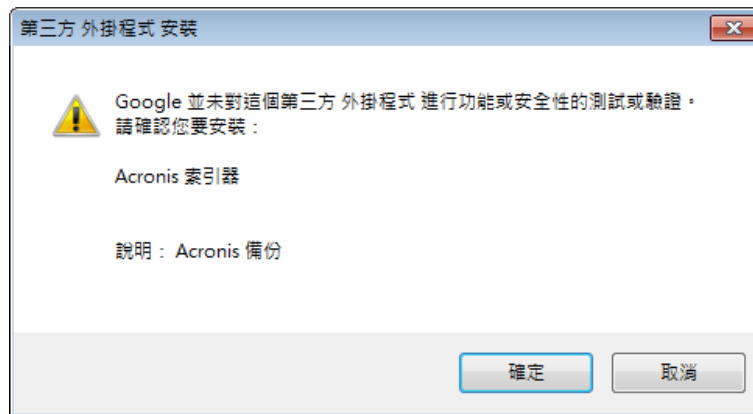 第三方 外掛程式 安裝
Google 並未對這個第三方 外掛程式 進行功能或安全性的測試或驗證。
請確認您要安裝：
Acronis 索引器
說明： Acronis 備份
確定
取消